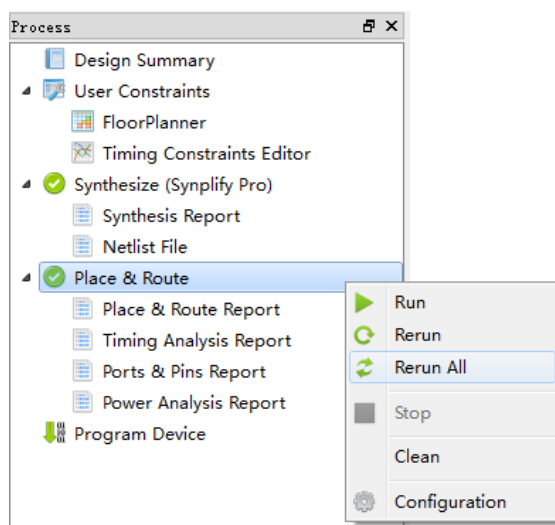 Process
Design Summary
User Constraints
FloorPlanner
Timing Constraints Editor
Synthesize (Synplify Pro)
Synthesis Report
Netlist File
Place & Route
Place & Route Report
Timing Analysis Report
Ports & Pins Report
Power Analysis Report
Program Device
Run
Rerun
Rerun All
Stop
Clean
Configuration